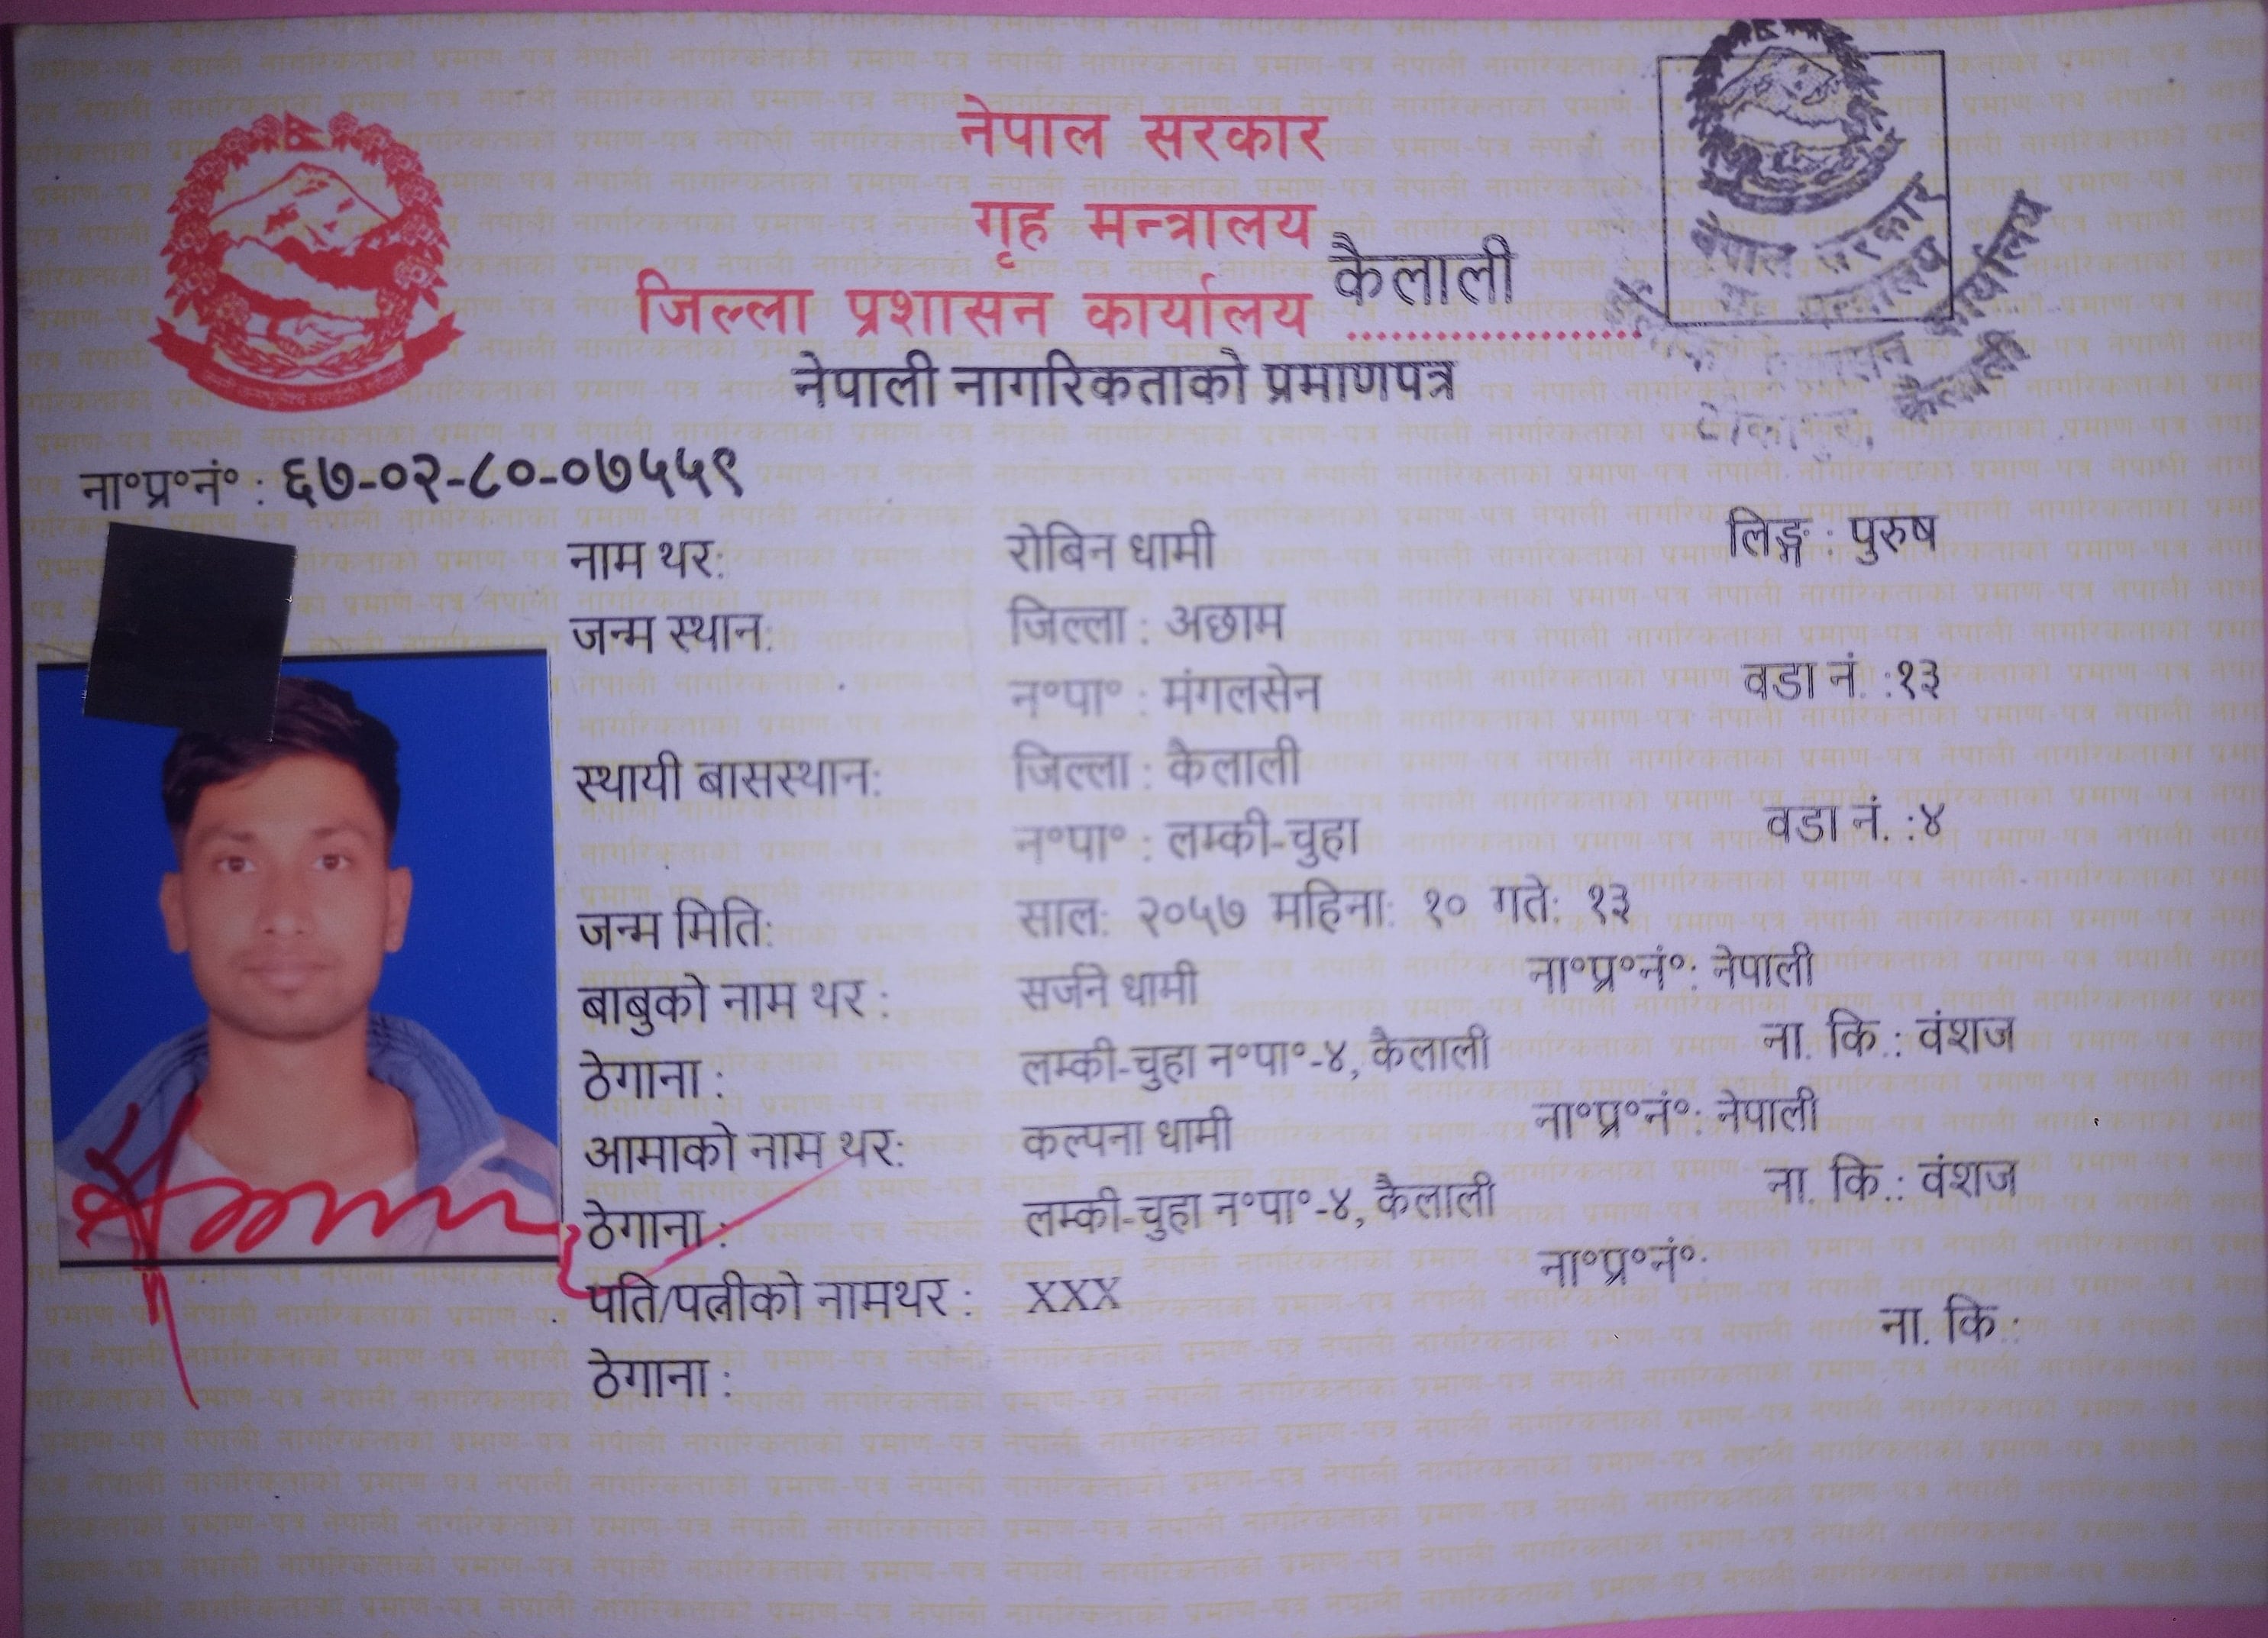 नेपाल सरकार
गृह मन्त्रालय
जिल्ला प्रशासन कार्यालय कैलाली
नेपाली नागरिकताको प्रमाणपत्र
नेपाल सरकार
कार्यालय
कैलाली
ना॰प्र॰नं॰ : ६७-०२-८०-०७५५९
नाम थर: रोबिन धामी लिङ्ग : पुरुष
जन्म स्थान: जिल्ला : अछाम
न॰पा॰ : मंगलसेन वडा नं. :१३
स्थायी बासस्थान: जिल्ला : कैलाली
न॰पा॰ : लम्की-चुहा वडा नं. :४
जन्म मिति: साल: २०५७ महिना: १० गते: १३
बाबुको नाम थर : सर्जने धामी ना॰प्र॰नं॰: नेपाली
ठेगाना : लम्की-चुहा न॰पा॰-४, कैलाली ना. कि.: वंशज
आमाको नाम थर: कल्पना धामी ना॰प्र॰नं॰: नेपाली
ठेगाना : लम्की-चुहा न॰पा॰-४, कैलाली ना. कि.: वंशज
पति/पत्नीको नामथर : XXX ना॰प्र॰नं॰:
ठेगाना : ना. कि.: